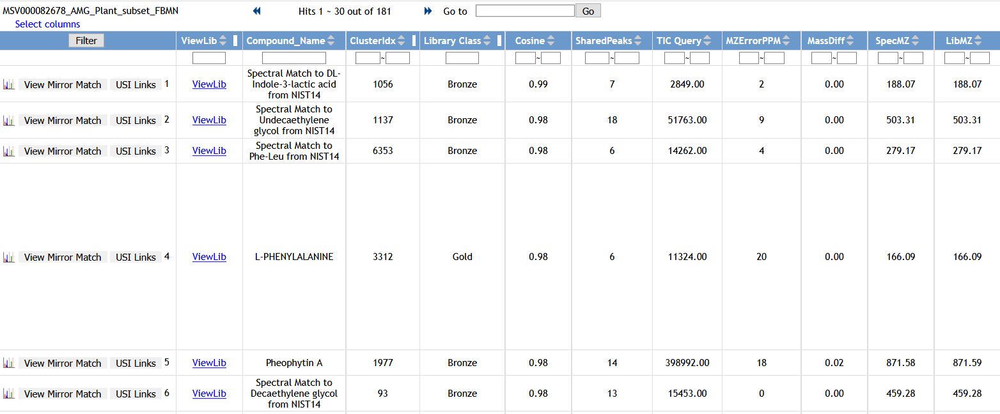 MSV000082678_AMG_Plant_subset_FBMN Hits 1 ~ 30 out of 181 Go to Go
Select columns
Filter ViewLib Compound_Name ClusterIdx Library Class Cosine SharedPeaks TIC Query MZErrorPPM MassDiff SpecMZ LibMZ
~ ~ ~ ~ ~ ~ ~ ~
Spectral Match to DL-
View Mirror Match USI Links 1 ViewLib Indole-3-lactic acid 1056 Bronze 0.99 7 2849.00 2 0.00 188.07 188.07
from NIST14
Spectral Match to
View Mirror Match USI Links 2 ViewLib Undecaethylene 1137 Bronze 0.98 18 51763.00 9 0.00 503.31 503.31
glycol from NIST14
Spectral Match to
View Mirror Match USI Links 3 ViewLib Phe-Leu from NIST14 6353 Bronze 0.98 6 14262.00 4 0.00 279.17 279.17
View Mirror Match USI Links 4 ViewLib L-PHENYLALANINE 3312 Gold 0.98 6 11324.00 20 0.00 166.09 166.09
View Mirror Match USI Links 5 ViewLib Pheophytin A 1977 Bronze 0.98 14 398992.00 18 0.02 871.58 871.59
Spectral Match to
View Mirror Match USI Links 6 ViewLib Decaethylene glycol 93 Bronze 0.98 13 15453.00 0 0.00 459.28 459.28
from NIST14